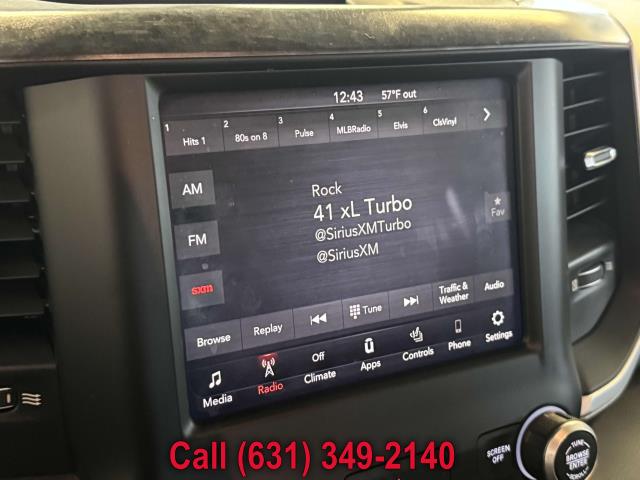 12:43 57°F out
1 Hits 1 2 80s on 8 3 Pulse 4 MLBRadio 5 Elvis 6 ClsVinyl
AM
Rock
41 xL Turbo
Fav
FM
@SiriusXMTurbo
@SiriusXM
sxm
Browse Replay Tune Traffic & Weather Audio
Media Radio Off Climate Apps Controls Phone Settings
SCREEN OFF
TUNE
BROWSE
ENTER
SCROLL
Call (631) 349-2140